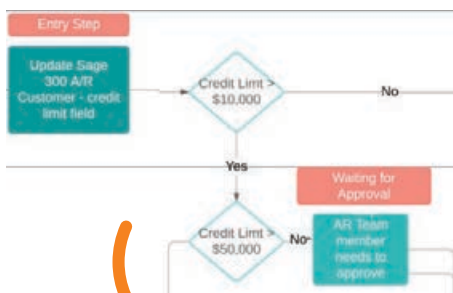 Entry Step
Update Sage
300 A/R
Customer - credit
limit field
Credit Limt >
$10,000
No
Yes
Waiting for
Approval
Credit Limt >
$50,000
No
AR Team
member
needs to
approve